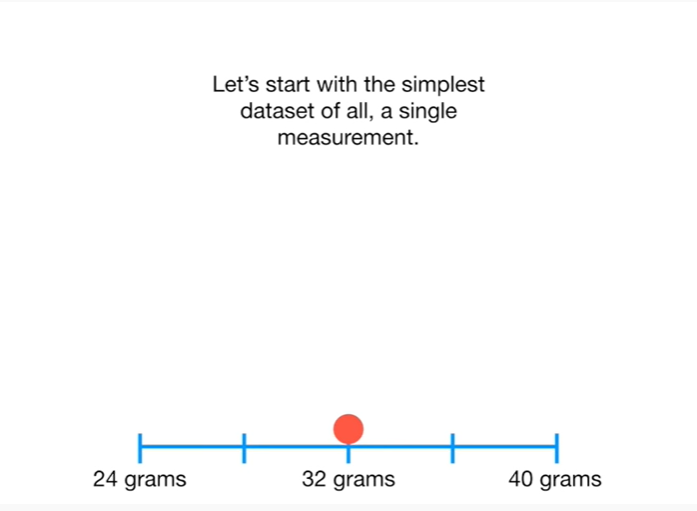 Let’s start with the simplest
dataset of all, a single
measurement.
24 grams
32 grams
40 grams